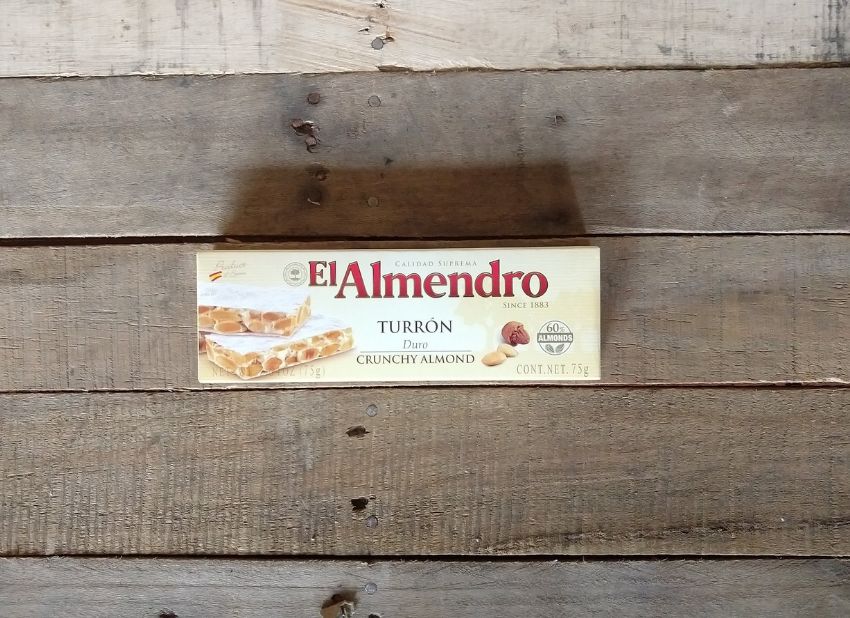 CALIDAD SUPREMA
El Almendro
SINCE 1883
TURRÓN
Duro
CRUNCHY ALMOND
60%
ALMONDS
CONT.NET. 75g